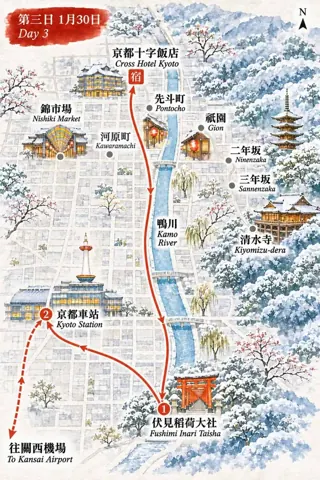 第三日 1月30日
Day 3
N
京都十字飯店
Cross Hotel Kyoto
宿
錦市場
Nishiki Market
先斗町
Pontocho
祇園
Gion
河原町
Kawaramachi
二年坂
Ninenzaka
三年坂
Sannenzaka
鴨川
Kamo
River
清水寺
Kiyomizu-dera
2
京都車站
Kyoto Station
1
伏見稻荷大社
Fushimi Inari Taisha
往關西機場
To Kansai Airport